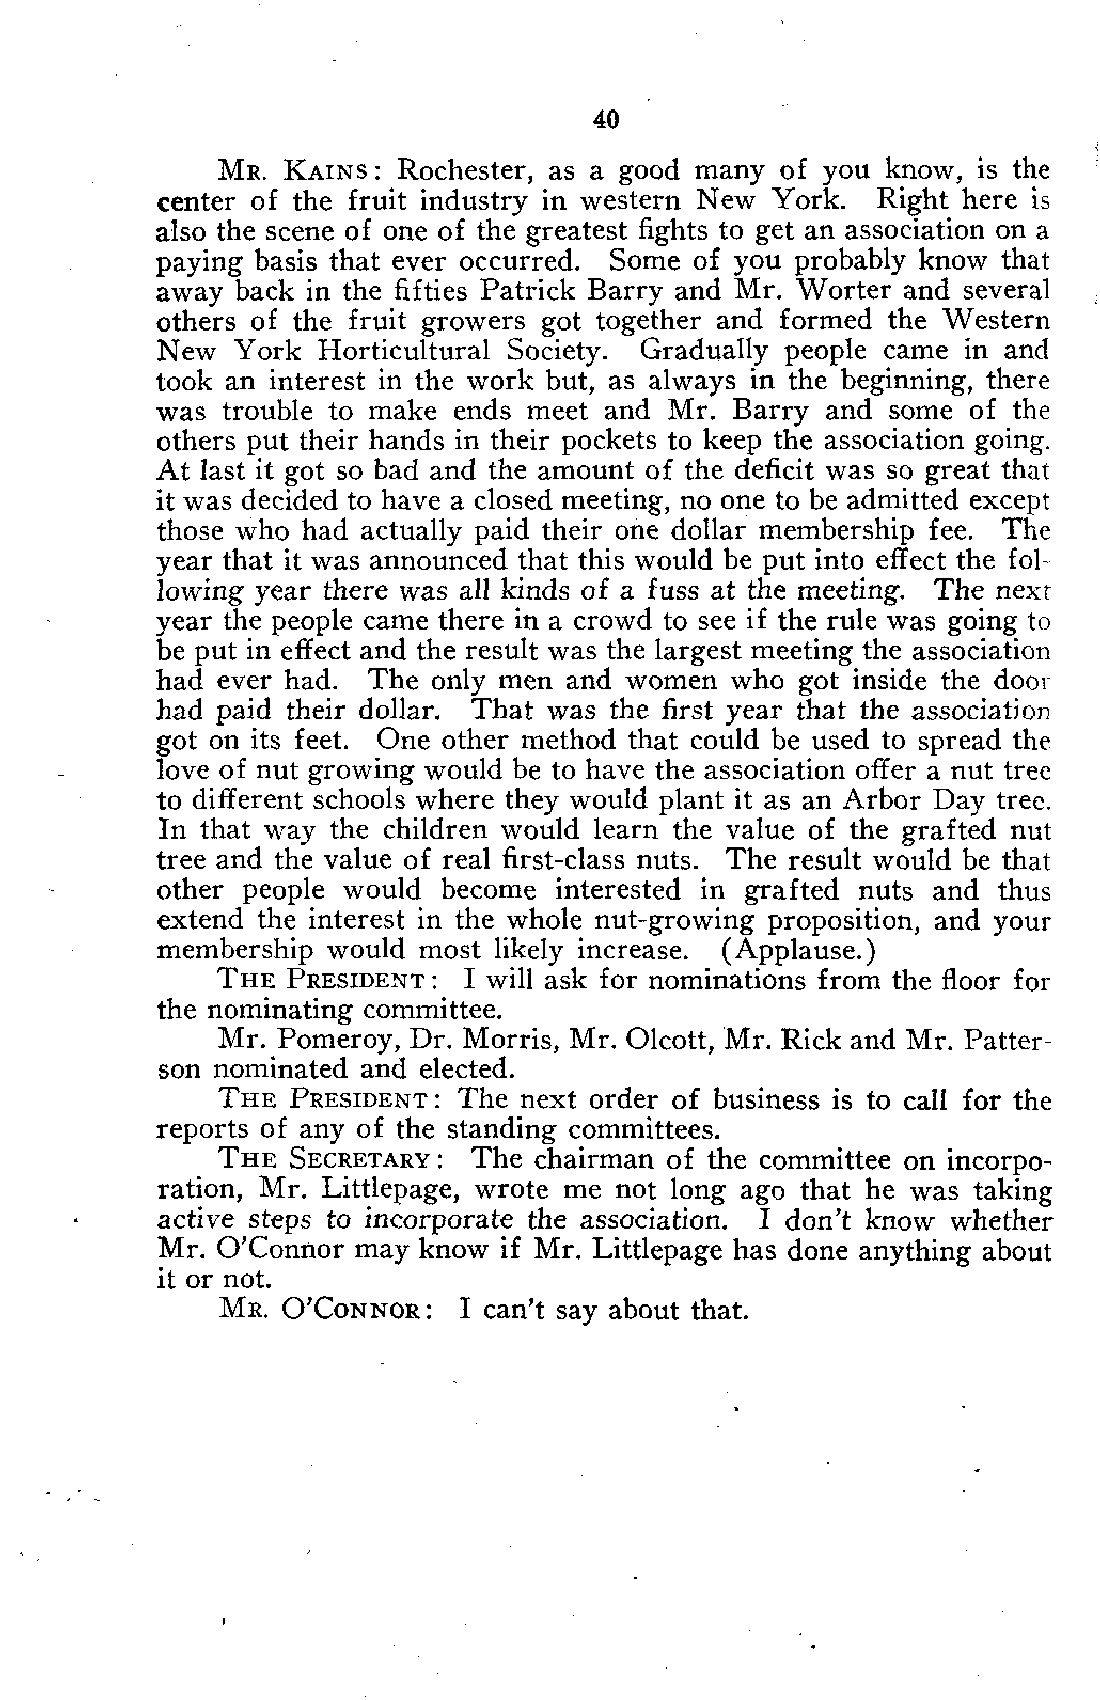 40
MR. KAINS: Rochester, as a good many of you know, is the
center of the fruit industry in western New York. Right here is
also the scene of one of the greatest fights to get an association on a
paying basis that ever occurred. Some of you probably know that
away back in the fifties Patrick Barry and Mr. Worter and several
others of the fruit growers got together and formed the Western
New York Horticultural Society. Gradually people came in and
took an interest in the work but, as always in the beginning, there
was trouble to make ends meet and Mr. Barry and some of the
others put their hands in their pockets to keep the association going.
At last it got so bad and the amount of the deficit was so great that
it was decided to have a closed meeting, no one to be admitted except
those who had actually paid their one dollar membership fee. The
year that it was announced that this would be put into effect the fol-
lowing year there was all kinds of a fuss at the meeting. The next
year the people came there in a crowd to see if the rule was going to
be put in effect and the result was the largest meeting the association
had ever had. The only men and women who got inside the door
had paid their dollar. That was the first year that the association
got on its feet. One other method that could be used to spread the
love of nut growing would be to have the association offer a nut tree
to different schools where they would plant it as an Arbor Day tree.
In that way the children would learn the value of the grafted nut
tree and the value of real first-class nuts. The result would be that
other people would become interested in grafted nuts and thus
extend the interest in the whole nut-growing proposition, and your
membership would most likely increase. (Applause.)
THE PRESIDENT: I will ask for nominations from the floor for
the nominating committee.
Mr. Pomeroy, Dr. Morris, Mr. Olcott, Mr. Rick and Mr. Patter-
son nominated and elected.
THE PRESIDENT: The next order of business is to call for the
reports of any of the standing committees.
THE SECRETARY: The chairman of the committee on incorpo-
ration, Mr. Littlepage, wrote me not long ago that he was taking
active steps to incorporate the association. I don't know whether
Mr. O'Connor may know if Mr. Littlepage has done anything about
it or not.
MR. O'CONNOR: I can't say about that.